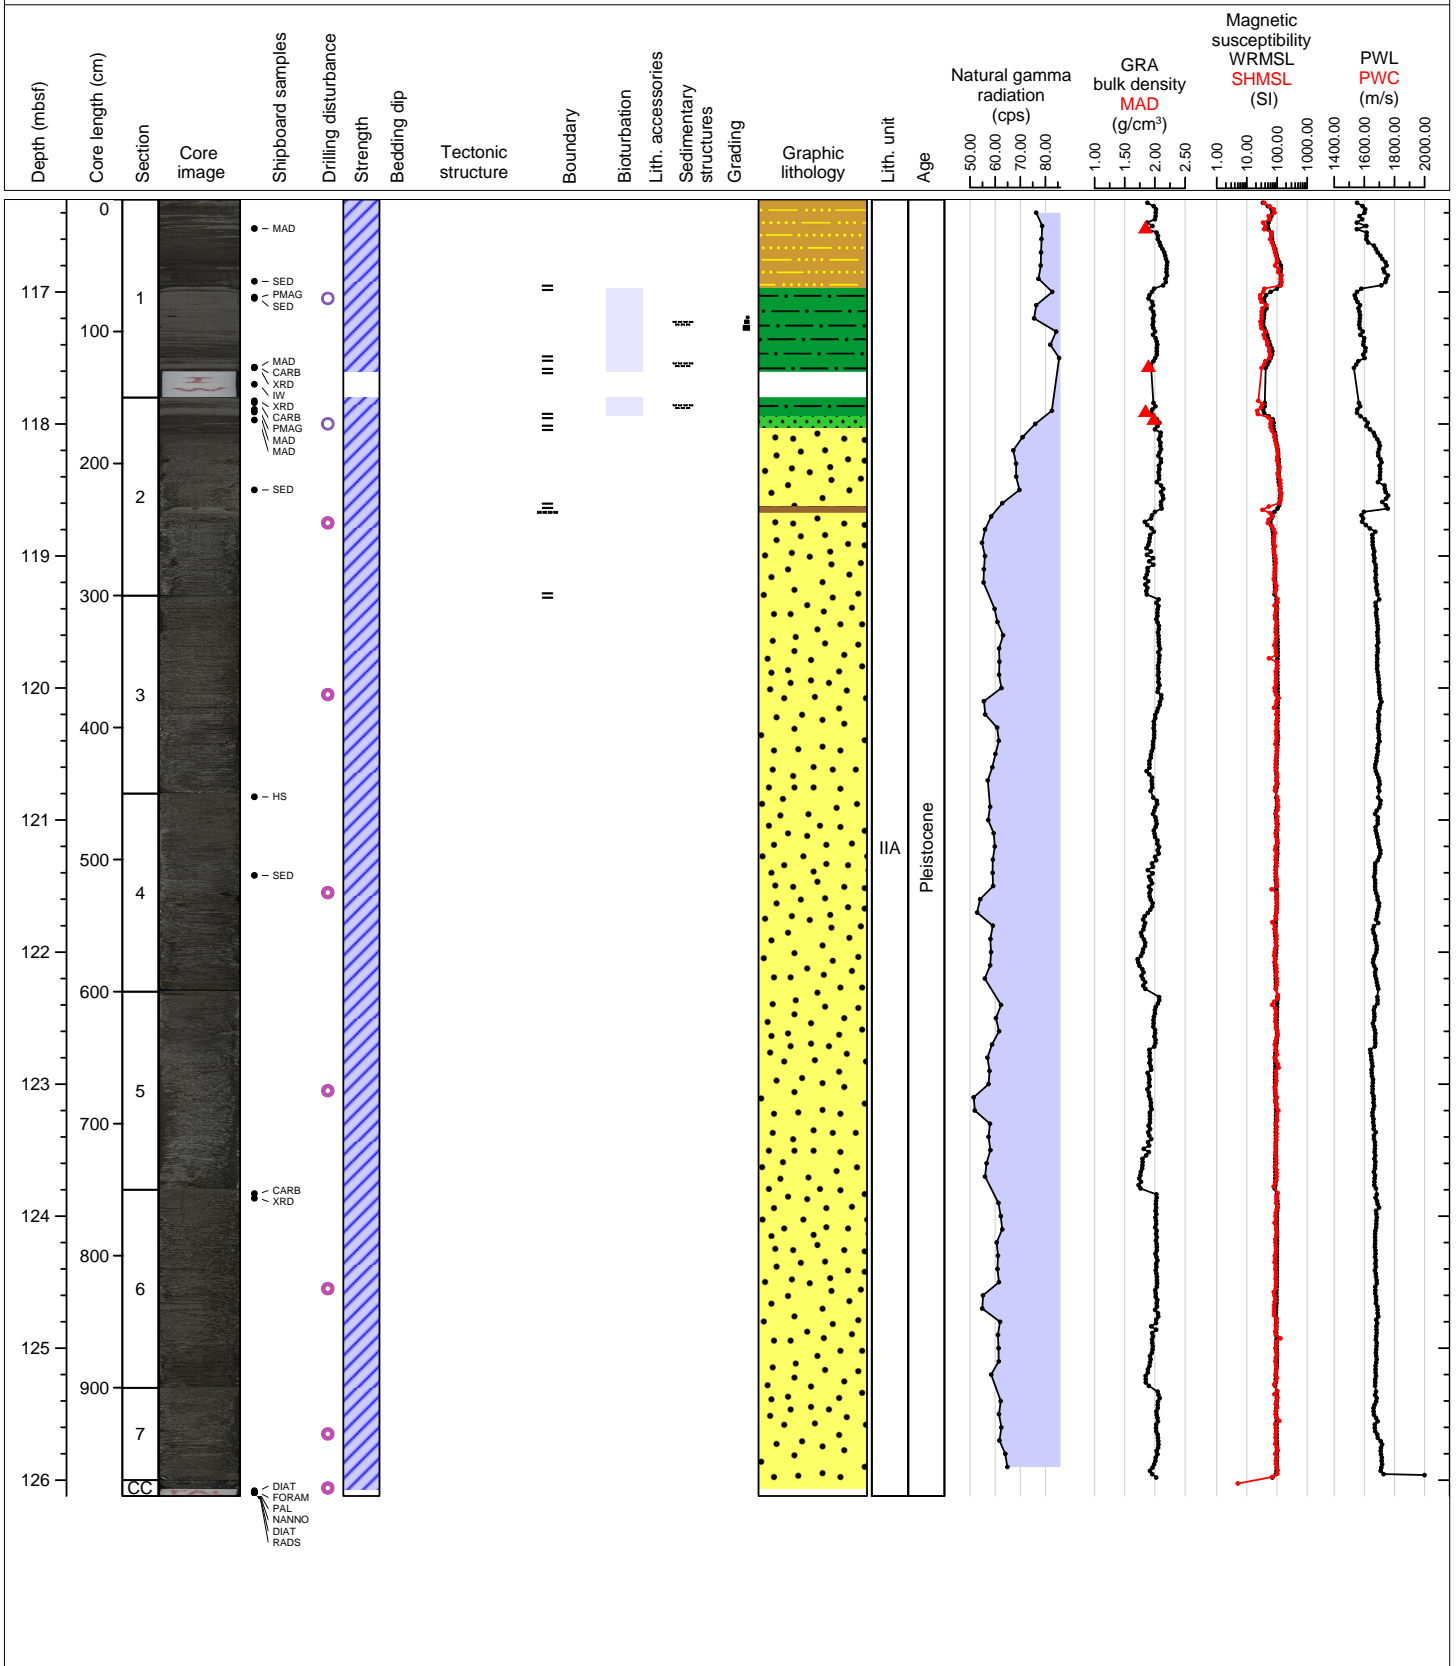 Depth (mbsf)
Core length (cm)
Section
Core
image
Shipboard samples
Drilling disturbance
Strength
Bedding dip
Tectonic
structure
Boundary
Bioturbation
Lith. accessories
Sedimentary
structures
Grading
Graphic
lithology
Lith. unit
Age
Natural gamma
radiation
(cps)
50.00
60.00
70.00
80.00
GRA
bulk density
MAD
(g/cm³)
1.00
1.50
2.00
2.50
Magnetic
susceptibility
WRMSL
SHMSL
(SI)
1.00
10.00
100.00
1000.00
PWL
PWC
(m/s)
1400.00
1600.00
1800.00
2000.00
117
118
119
120
121
122
123
124
125
126
0
100
200
300
400
500
600
700
800
900
1
2
3
4
5
6
7
CC
MAD
SED
PMAG
SED
MAD
CARB
XRD
IW
XRD
CARB
PMAG
MAD
MAD
SED
HS
SED
CARB
XRD
DIAT
FORAM
PAL
NANNO
DIAT
RADS
IIA
Pleistocene